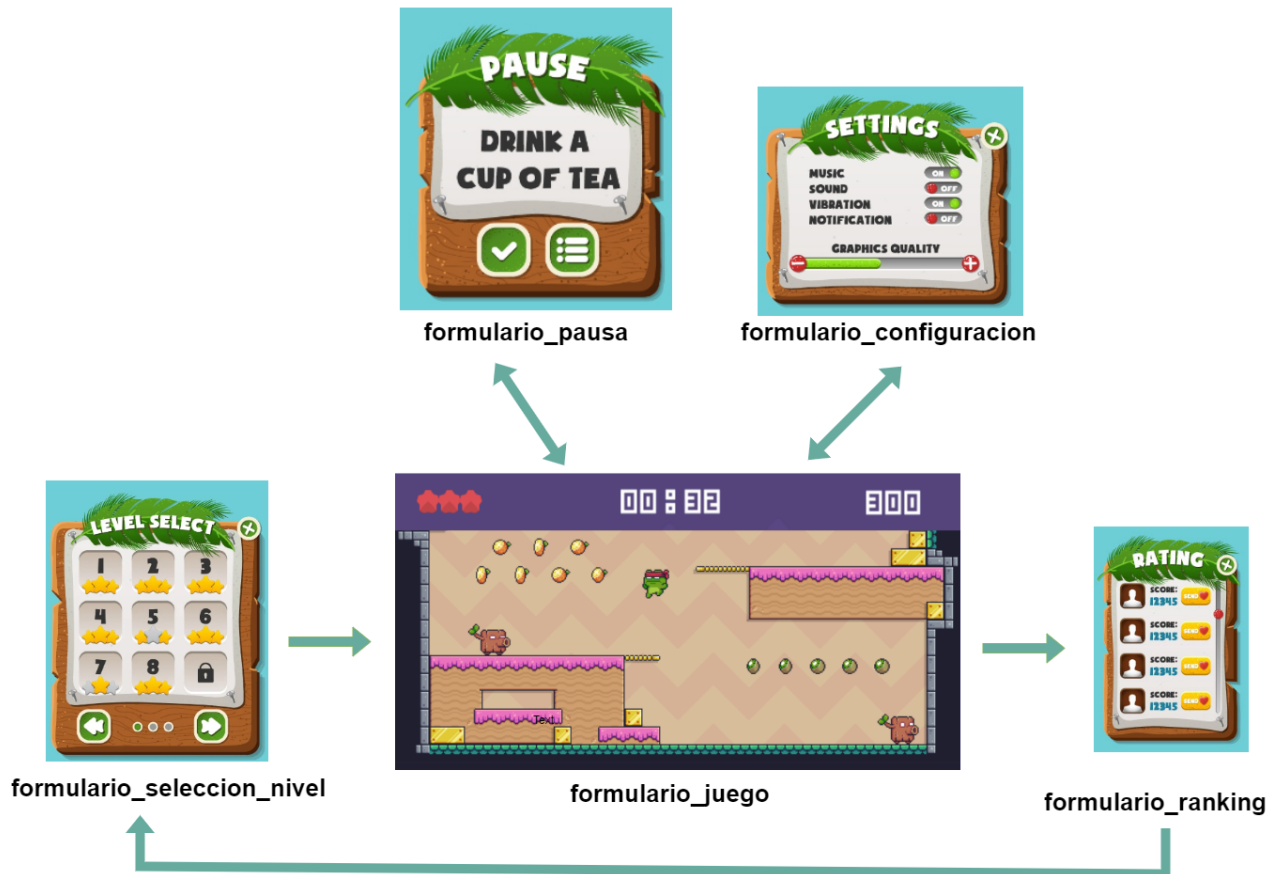 PAUSE
DRINK A
CUP OF TEA
formulario_pausa
SETTINGS
MUSIC ON
SOUND OFF
VIBRATION ON
NOTIFICATION OFF
GRAPHICS QUALITY
formulario_configuracion
LEVEL SELECT
1 2 3
4 5 6
7 8
formulario_seleccion_nivel
00:32 300
Text
formulario_juego
RATING
SCORE:
12345 SEND
SCORE:
12345 SEND
SCORE:
12345 SEND
SCORE:
12345 SEND
formulario_ranking